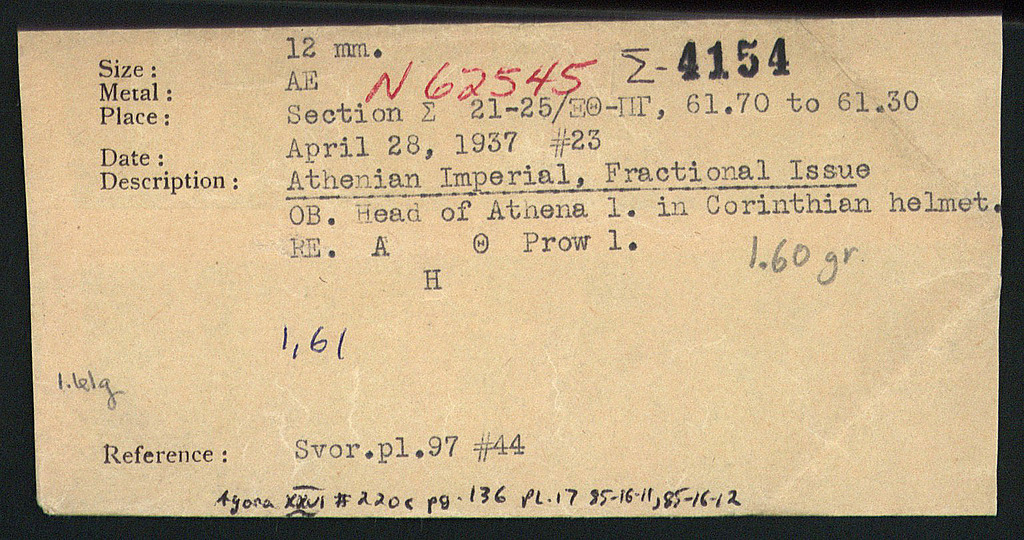 Size : 12 mm.
Metal : AE N 62545 Σ-4154
Place : Section Σ 21-25/ΞΘ-ΠΓ, 61.70 to 61.30
Date : April 28, 1937 #23
Description : Athenian Imperial, Fractional Issue
OB. Head of Athena l. in Corinthian helmet.
RE. A Θ Prow l.
1.60 gr.
H
1,61
1.61g
Reference : Svor.pl.97 #44
Agora XXVI # 220c pg. 136 PL. 17 85-16-11, 85-16-12